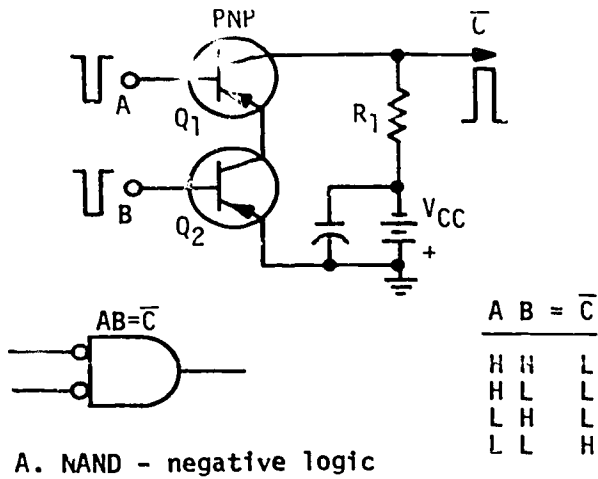 PNP
C̅
A
Q1
R1
B
Q2
VCC
+
AB=C̅
A B = C̅
H H L
H L L
L H L
L L H
A. NAND - negative logic